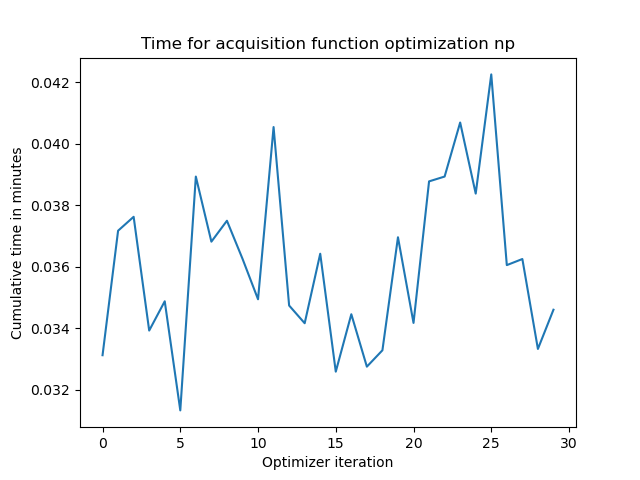 Time for acquisition function optimization np
Cumulative time in minutes
0.042
0.040
0.038
0.036
0.034
0.032
0 5 10 15 20 25 30
Optimizer iteration